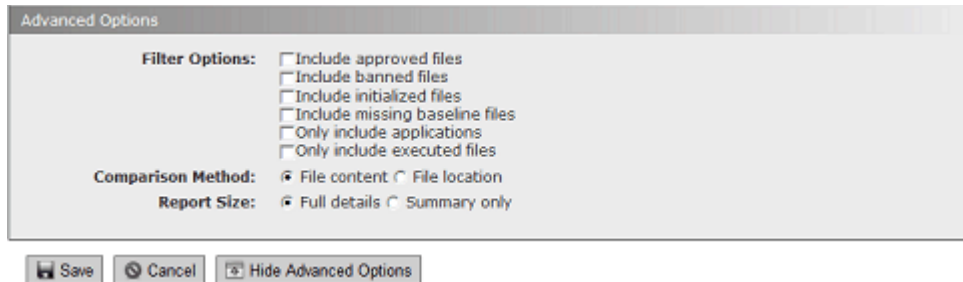 Advanced Options
Filter Options: Include approved files
Include banned files
Include initialized files
Include missing baseline files
Only include applications
Only include executed files
Comparison Method: File content File location
Report Size: Full details Summary only
Save Cancel Hide Advanced Options